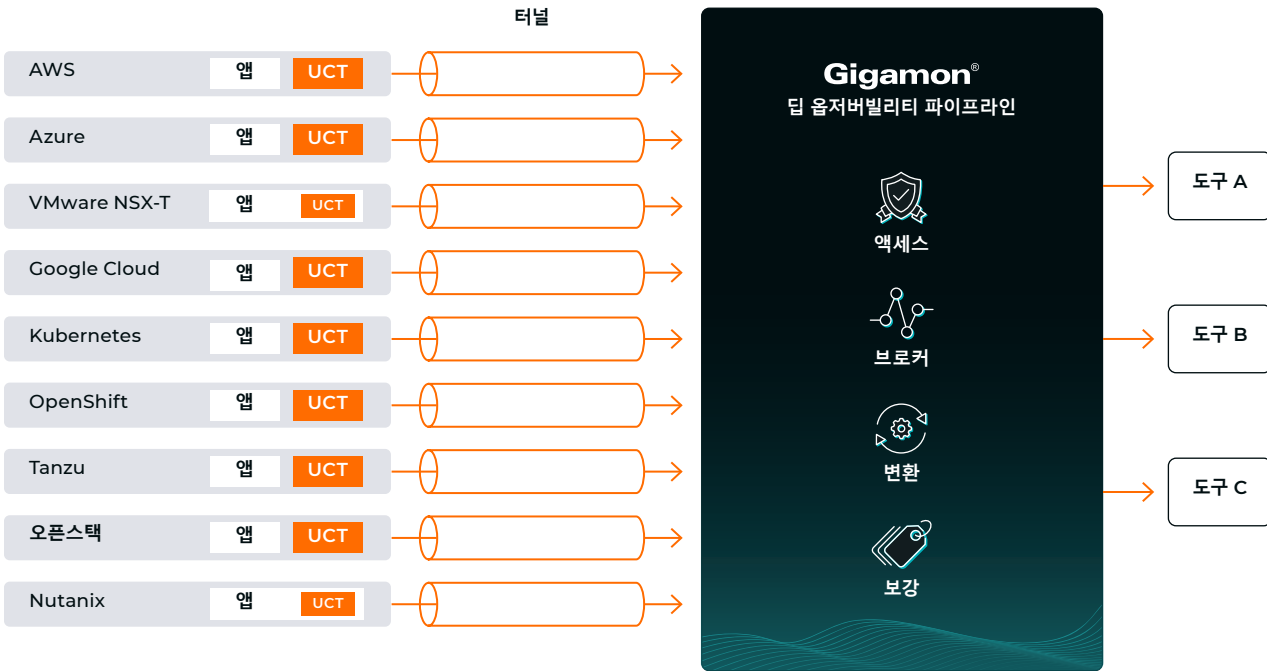 터널
AWS 앱 UCT
Azure 앱 UCT
VMware NSX-T 앱 UCT
Google Cloud 앱 UCT
Kubernetes 앱 UCT
OpenShift 앱 UCT
Tanzu 앱 UCT
오픈스택 앱 UCT
Nutanix 앱 UCT
Gigamon®
딥 옵저버빌리티 파이프라인
액세스
브로커
변환
보강
도구 A
도구 B
도구 C